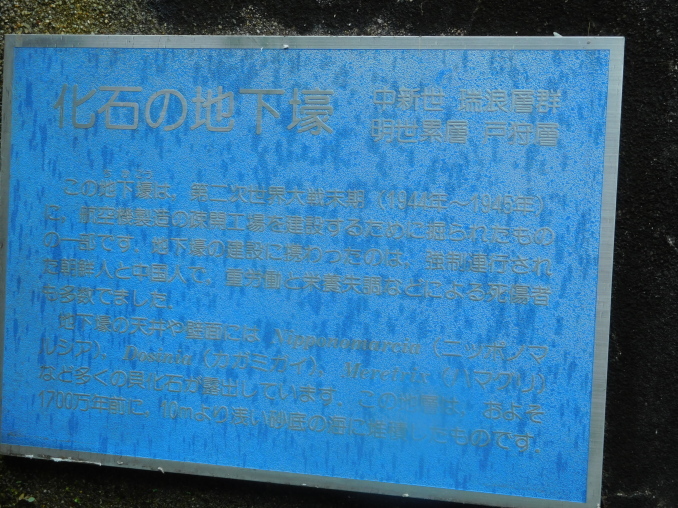 化石の地下壕
中新世 瑞浪層群
明世累層 戸狩層
この地下壕は、第二次世界大戦末期（1944年〜1945年）
に、航空機製造の疎開工場を建設するために掘られたもの
の一部です。地下壕の建設に携わったのは、強制連行され
た朝鮮人と中国人で、重労働と栄養失調などによる死傷者
も多数でました。
地下壕の天井や壁面には Nipponomarcia（ニッポノマ
ルシア）、Dosinia（カガミガイ）、Meretrix（ハマグリ）
など多くの貝化石が露出しています。この地層は、およそ
1700万年前に、10mより浅い砂底の海に堆積したものです。